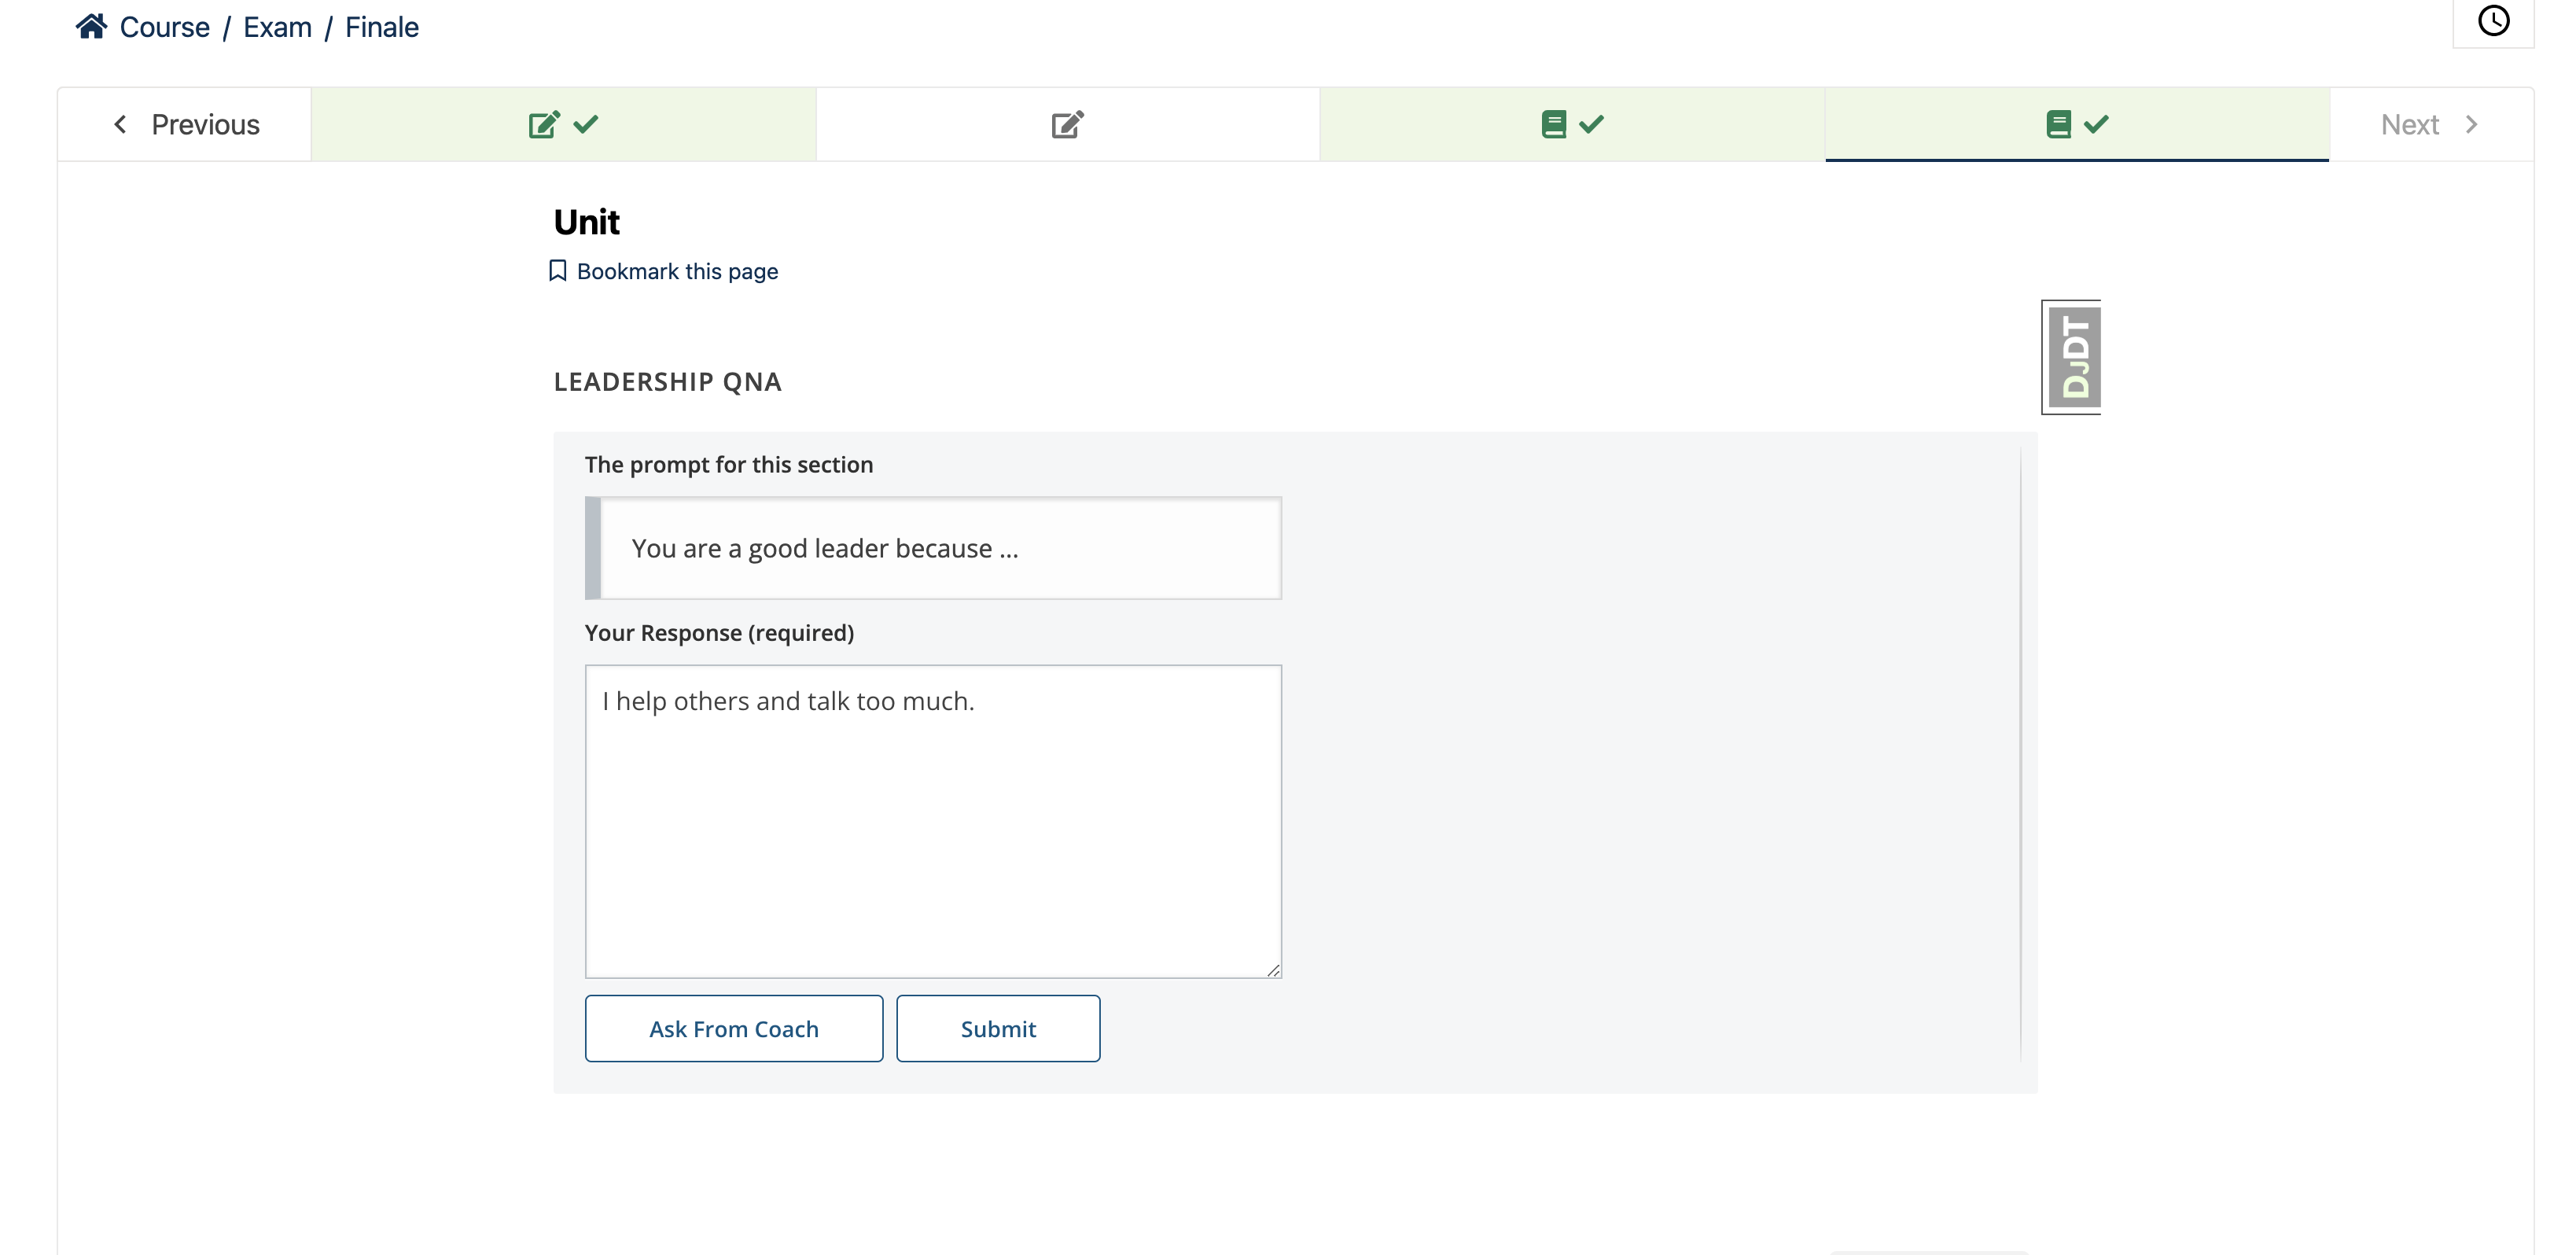 Course / Exam / Finale
Previous
Next
Unit
Bookmark this page
DJDT
LEADERSHIP QNA
The prompt for this section
You are a good leader because ...
Your Response (required)
I help others and talk too much.
Ask From Coach
Submit